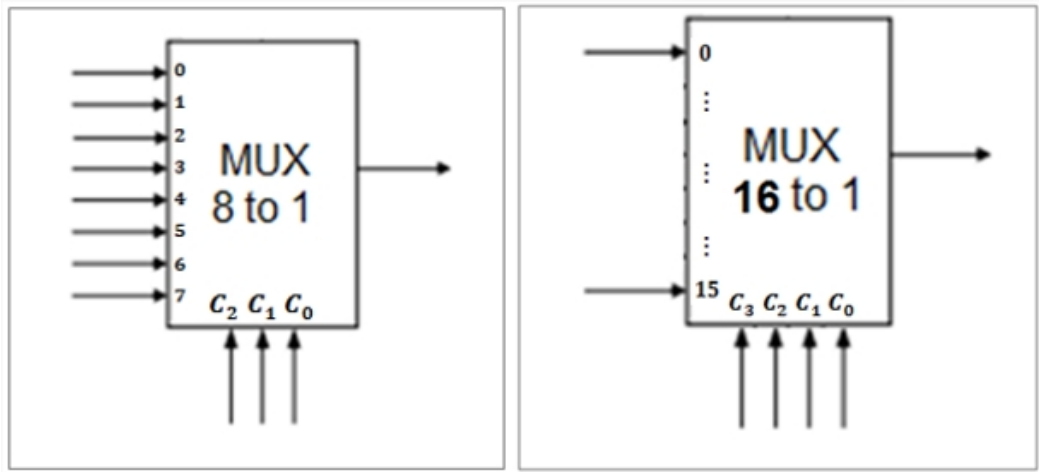 0
1
2
3
4
5
6
7
MUX
8 to 1
C₂ C₁ C₀
0
⋮
⋮
⋮
15
MUX
16 to 1
C₃ C₂ C₁ C₀